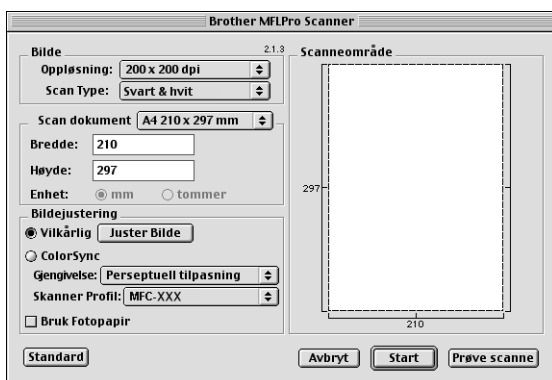 Brother MFLPro Scanner
Bilde
2.1.3
Oppløsning: 200 x 200 dpi
Scan Type: Svart & hvit
Scan dokument A4 210 x 297 mm
Bredde: 210
Høyde: 297
Enhet: mm tommer
Bildejustering
Vilkårlig Juster Bilde
ColorSync
Gjengivelse: Perseptuell tilpasning
Skanner Profil: MFC-XXX
Bruk Fotopapir
Scanneområde
297
210
Standard Avbryt Start Prøve scanne